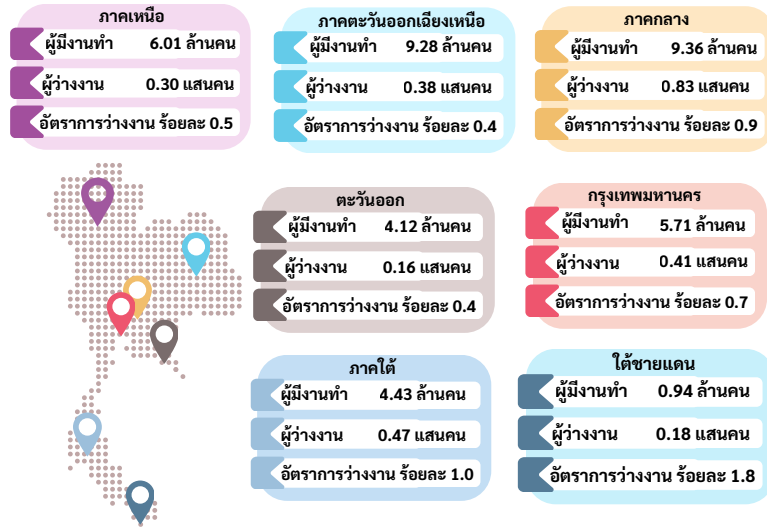 ภาคเหนือ
ผู้มีงานทำ 6.01 ล้านคน
ผู้ว่างงาน 0.30 แสนคน
อัตราการว่างงาน ร้อยละ 0.5
ภาคตะวันออกเฉียงเหนือ
ผู้มีงานทำ 9.28 ล้านคน
ผู้ว่างงาน 0.38 แสนคน
อัตราการว่างงาน ร้อยละ 0.4
ภาคกลาง
ผู้มีงานทำ 9.36 ล้านคน
ผู้ว่างงาน 0.83 แสนคน
อัตราการว่างงาน ร้อยละ 0.9
ตะวันออก
ผู้มีงานทำ 4.12 ล้านคน
ผู้ว่างงาน 0.16 แสนคน
อัตราการว่างงาน ร้อยละ 0.4
กรุงเทพมหานคร
ผู้มีงานทำ 5.71 ล้านคน
ผู้ว่างงาน 0.41 แสนคน
อัตราการว่างงาน ร้อยละ 0.7
ภาคใต้
ผู้มีงานทำ 4.43 ล้านคน
ผู้ว่างงาน 0.47 แสนคน
อัตราการว่างงาน ร้อยละ 1.0
ใต้ชายแดน
ผู้มีงานทำ 0.94 ล้านคน
ผู้ว่างงาน 0.18 แสนคน
อัตราการว่างงาน ร้อยละ 1.8